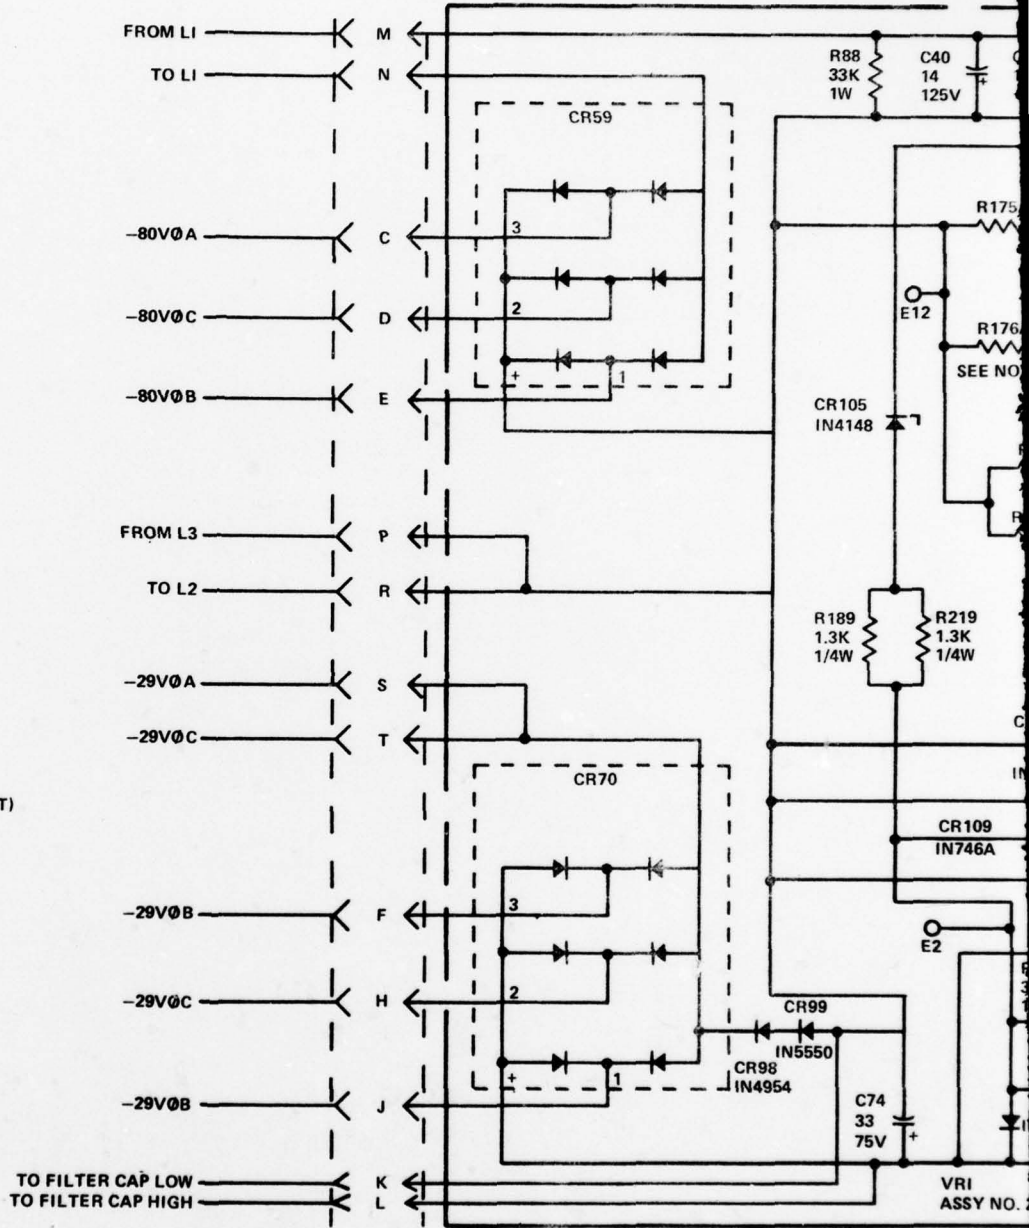 FROM L1 M
TO L1 N
R88
33K
1W
C40
14
125V
+
CR59
R175
-80VØA C 3
E12
-80VØC D 2
R176
SEE NO
+ 1
-80VØB E
CR105
IN4148
FROM L3 P
TO L2 R
R189
1.3K
1/4W
R219
1.3K
1/4W
-29VØA S
-29VØC T
CR70
T)
CR109
IN746A
-29VØB F 3
E2
-29VØC H 2
CR99
IN5550
CR98
IN4954
+ 1
-29VØB J
C74
33
75V
+
TO FILTER CAP LOW K
TO FILTER CAP HIGH L
VR1
ASSY NO.